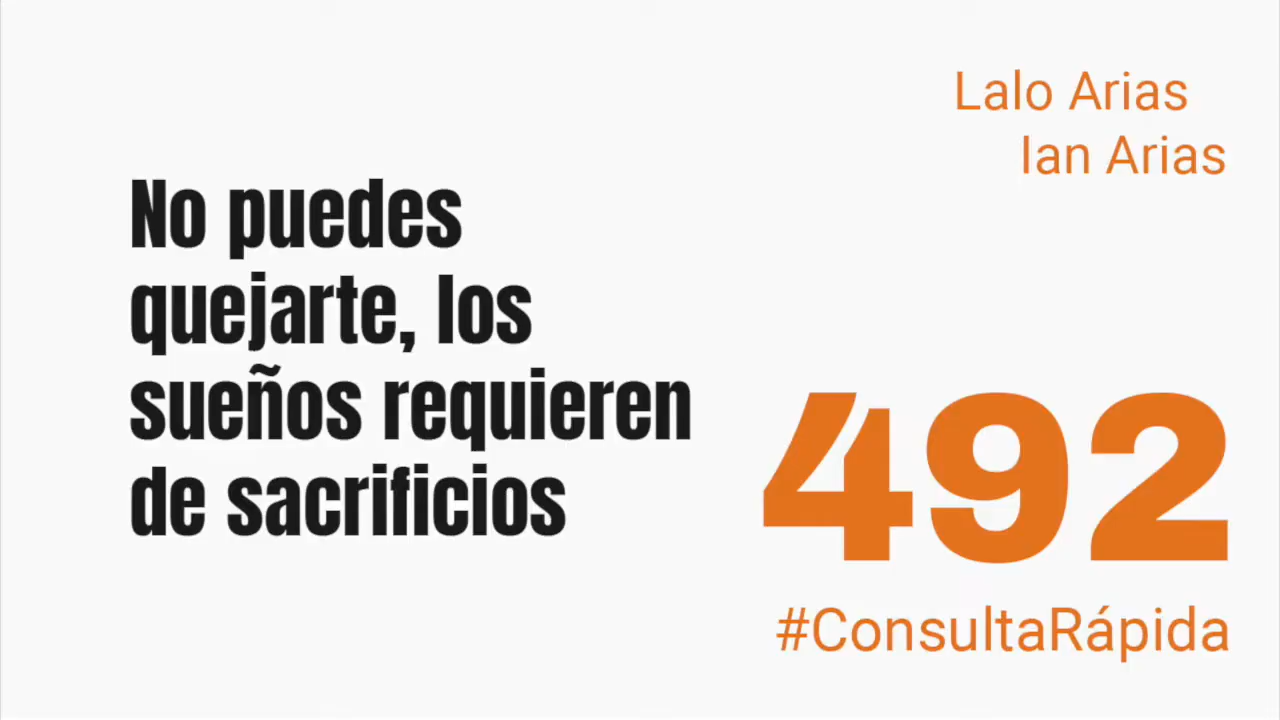 Lalo Arias
Ian Arias
No puedes
quejarte, los
sueños requieren
de sacrificios
492
#ConsultaRápida